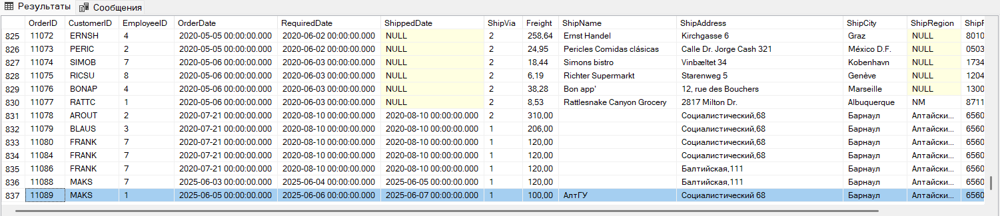 Результаты Сообщения
OrderID CustomerID EmployeeID OrderDate RequiredDate ShippedDate ShipVia Freight ShipName ShipAddress ShipCity ShipRegion ShipF
825 11072 ERNSH 4 2020-05-05 00:00:00.000 2020-06-02 00:00:00.000 NULL 2 258,64 Ernst Handel Kirchgasse 6 Graz NULL 8010
826 11073 PERIC 2 2020-05-05 00:00:00.000 2020-06-02 00:00:00.000 NULL 2 24,95 Pericles Comidas clásicas Calle Dr. Jorge Cash 321 México D.F. NULL 0503
827 11074 SIMOB 7 2020-05-06 00:00:00.000 2020-06-03 00:00:00.000 NULL 2 18,44 Simons bistro Vinbæltet 34 Kobenhavn NULL 1734
828 11075 RICSU 8 2020-05-06 00:00:00.000 2020-06-03 00:00:00.000 NULL 2 6,19 Richter Supermarkt Starenweg 5 Genève NULL 1204
829 11076 BONAP 4 2020-05-06 00:00:00.000 2020-06-03 00:00:00.000 NULL 2 38,28 Bon app' 12, rue des Bouchers Marseille NULL 1300
830 11077 RATTC 1 2020-05-06 00:00:00.000 2020-06-03 00:00:00.000 NULL 2 8,53 Rattlesnake Canyon Grocery 2817 Milton Dr. Albuquerque NM 8711
831 11078 AROUT 2 2020-07-21 00:00:00.000 2020-08-10 00:00:00.000 2020-08-10 00:00:00.000 2 310,00 Социалистический,68 Барнаул Алтайски... 6560
832 11079 BLAUS 3 2020-07-21 00:00:00.000 2020-08-10 00:00:00.000 2020-08-10 00:00:00.000 1 206,00 Социалистический,68 Барнаул Алтайски... 6560
833 11080 FRANK 7 2020-07-21 00:00:00.000 2020-08-10 00:00:00.000 2020-08-10 00:00:00.000 1 120,00 Социалистический,68 Барнаул Алтайски... 6560
834 11084 FRANK 7 2020-07-21 00:00:00.000 2020-08-10 00:00:00.000 2020-08-10 00:00:00.000 1 120,00 Социалистический,68 Барнаул Алтайски... 6560
835 11086 FRANK 7 2020-07-21 00:00:00.000 2020-08-10 00:00:00.000 2020-08-10 00:00:00.000 1 120,00 Балтийская,111 Барнаул Алтайски... 6560
836 11088 MAKS 7 2025-06-03 00:00:00.000 2025-06-04 00:00:00.000 2025-06-05 00:00:00.000 1 120,00 Балтийская,111 Барнаул Алтайски... 6560
837 11089 MAKS 1 2025-06-05 00:00:00.000 2025-06-06 00:00:00.000 2025-06-07 00:00:00.000 1 100,00 АлтГУ Социалистический 68 Барнаул Алтайски... 6560